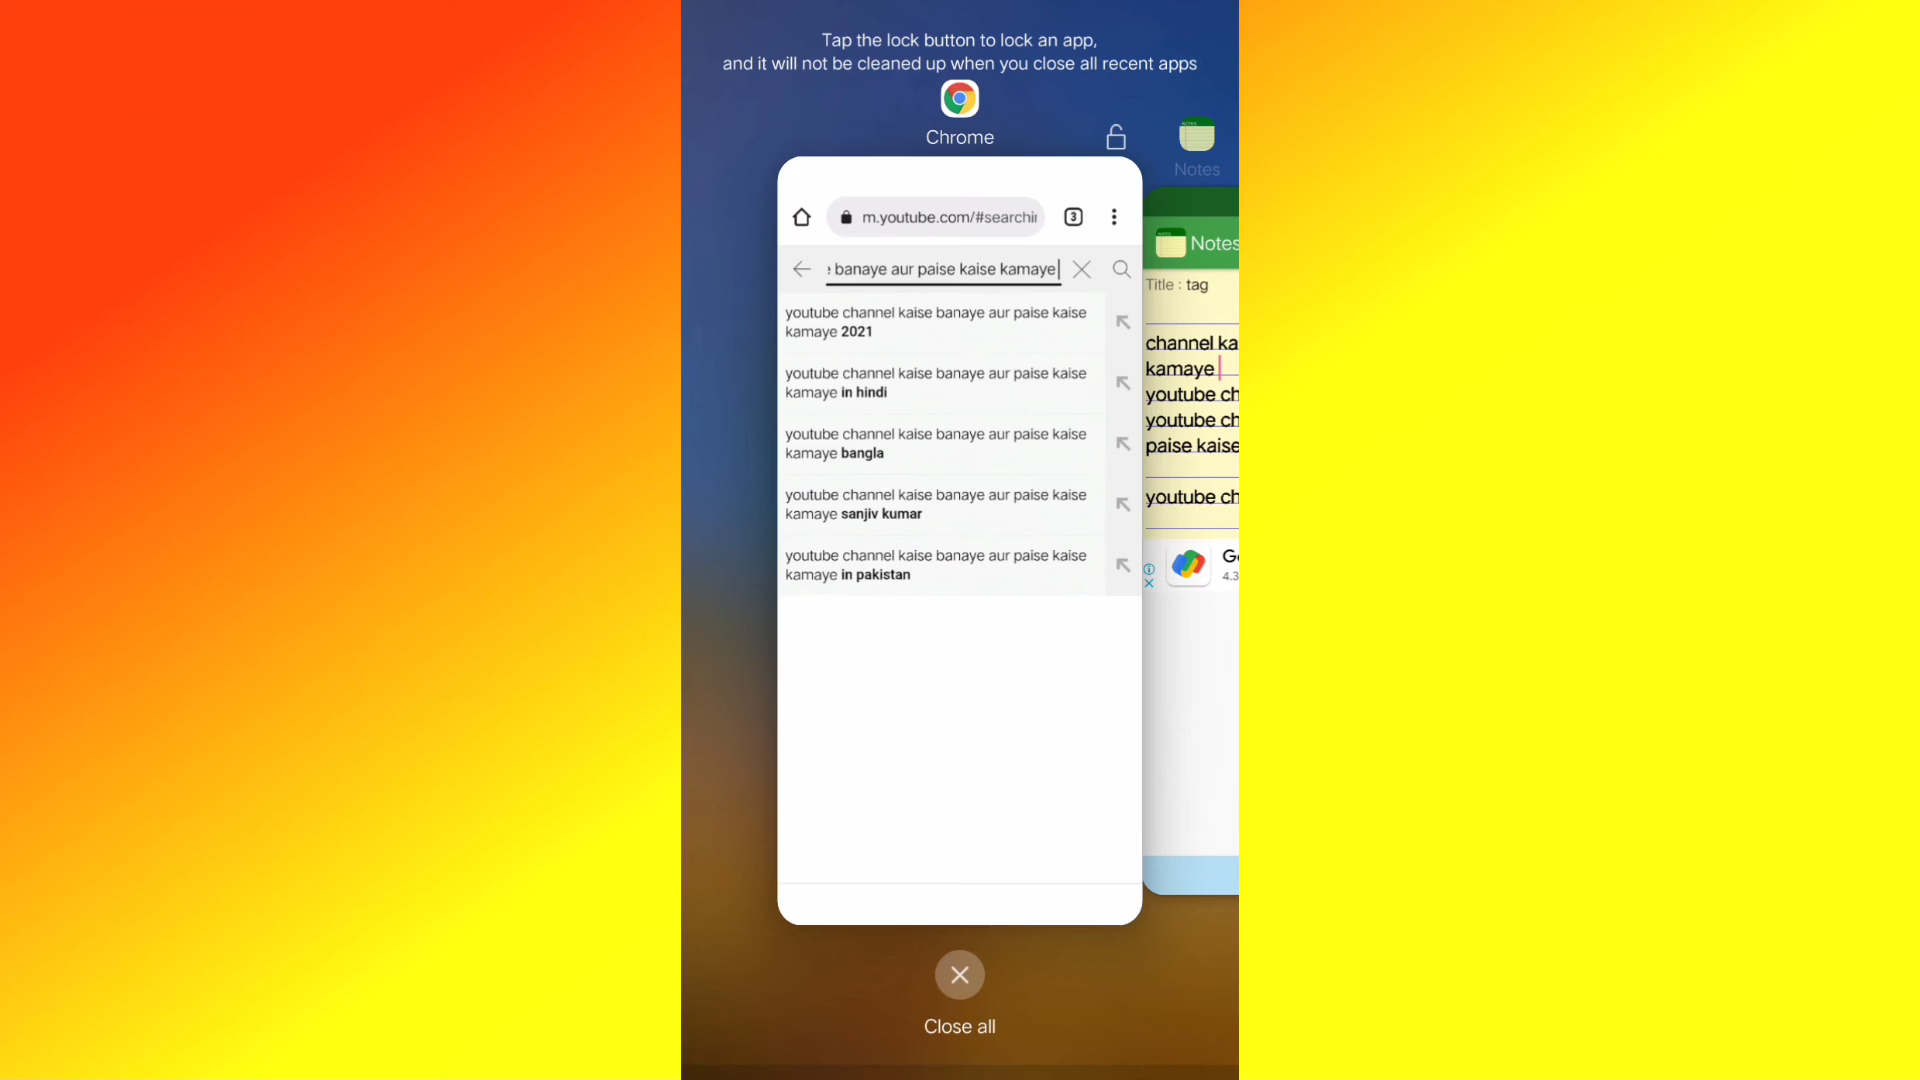 Tap the lock button to lock an app,
and it will not be cleaned up when you close all recent apps
Chrome
m.youtube.com/#searchi
3
banaye aur paise kaise kamaye
youtube channel kaise banaye aur paise kaise
kamaye 2021
youtube channel kaise banaye aur paise kaise
kamaye in hindi
youtube channel kaise banaye aur paise kaise
kamaye bangla
youtube channel kaise banaye aur paise kaise
kamaye sanjiv kumar
youtube channel kaise banaye aur paise kaise
kamaye in pakistan
Notes
Notes
Title : tag
channel ka
kamaye
youtube ch
youtube ch
paise kaise
youtube ch
4.3
Close all